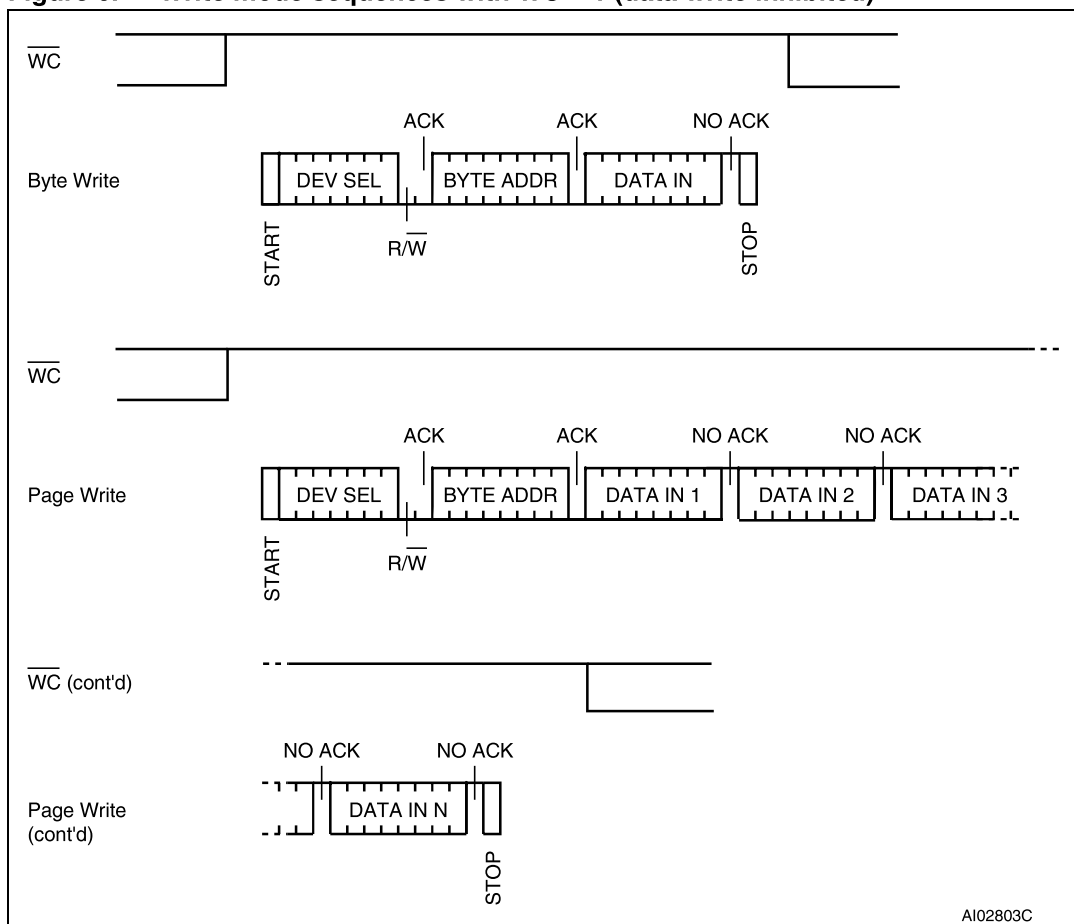 WC
ACK ACK NO ACK
Byte Write DEV SEL BYTE ADDR DATA IN
R/W
START
STOP
WC
ACK ACK NO ACK NO ACK
Page Write DEV SEL BYTE ADDR DATA IN 1 DATA IN 2 DATA IN 3
R/W
START
WC (cont'd)
NO ACK NO ACK
Page Write DATA IN N
(cont'd)
STOP
AI02803C